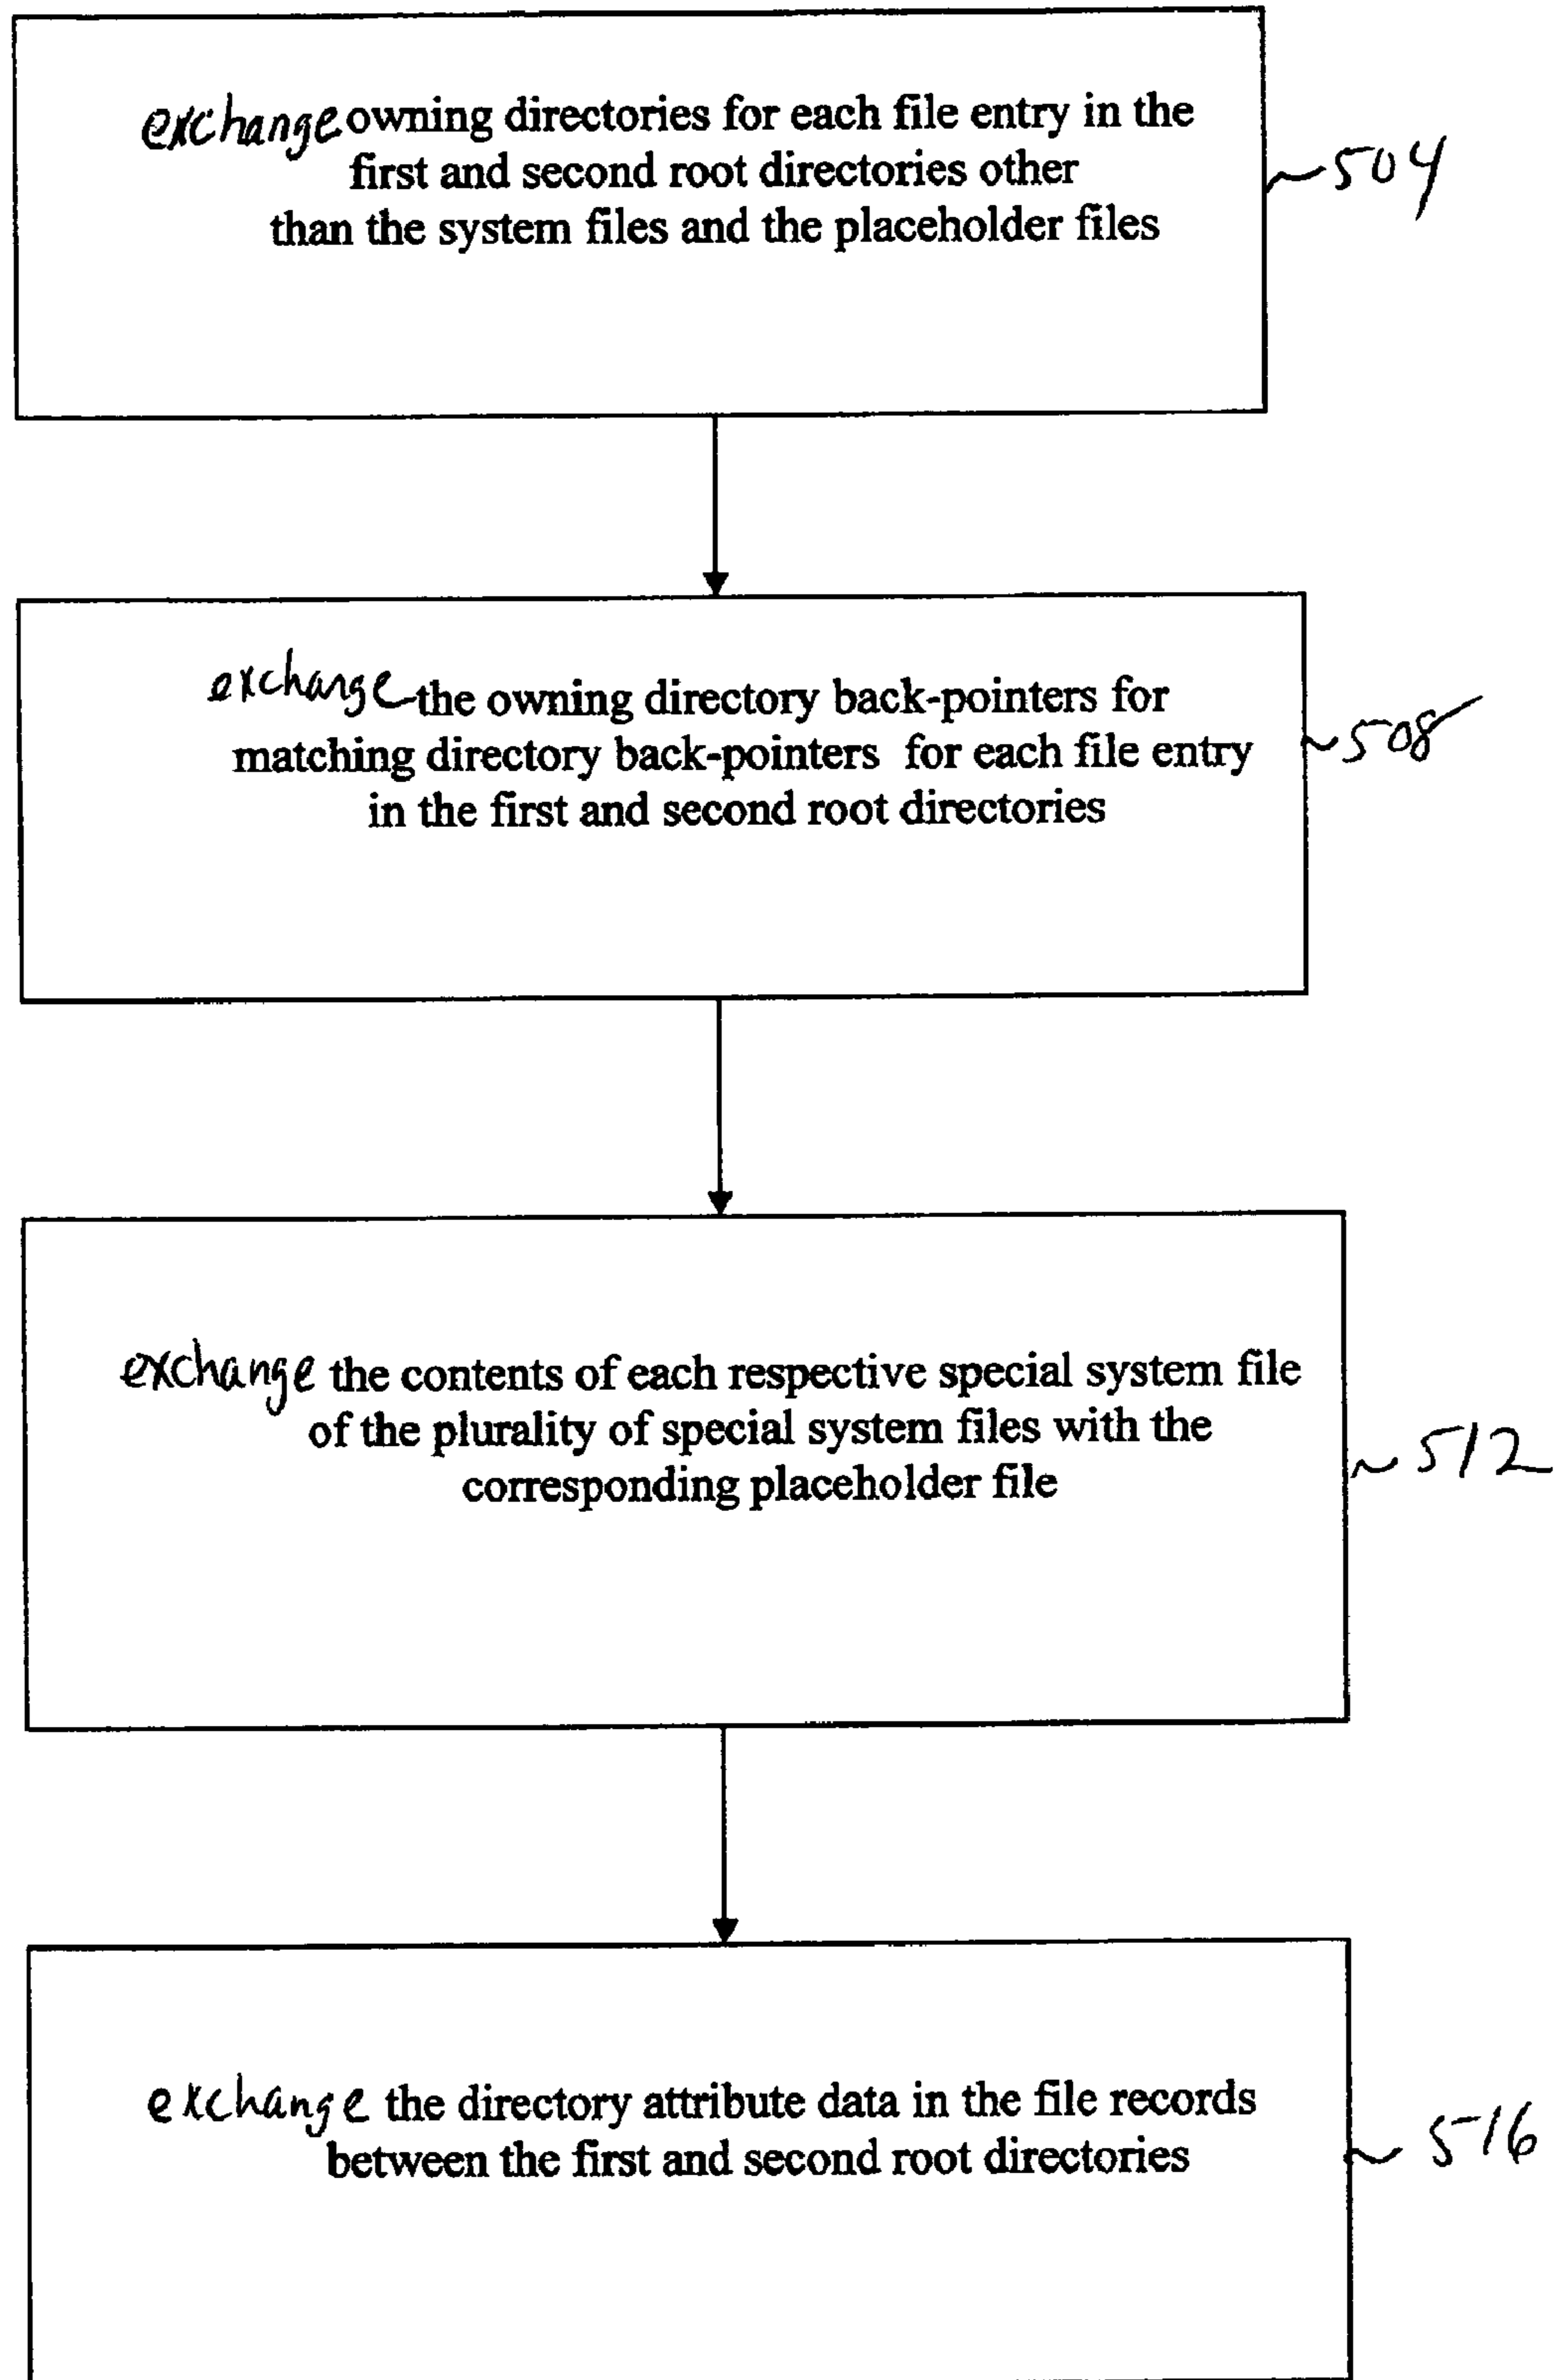 exchange owning directories for each file entry in the
first and second root directories other
than the system files and the placeholder files
504
exchange the owning directory back-pointers for
matching directory back-pointers for each file entry
in the first and second root directories
508
exchange the contents of each respective special system file
of the plurality of special system files with the
corresponding placeholder file
512
exchange the directory attribute data in the file records
between the first and second root directories
516